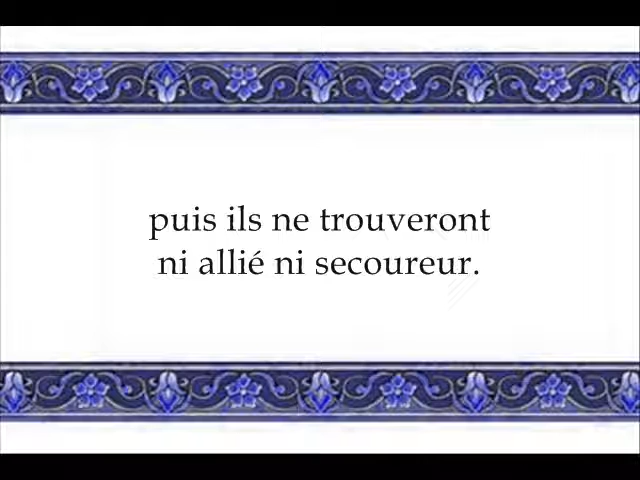 puis ils ne trouveront
ni allié ni secoureur.